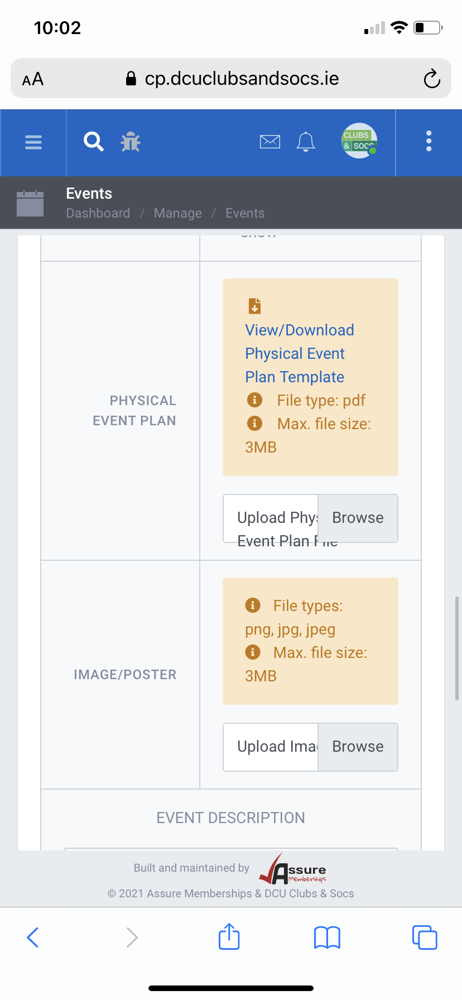 10:02
AA cp.dcuclubsandsocs.ie
CLUBS
& SOCS
Events
Dashboard / Manage / Events
show
PHYSICAL
EVENT PLAN
View/Download
Physical Event
Plan Template
File type: pdf
Max. file size:
3MB
Upload Phys
Event Plan File
Browse
IMAGE/POSTER
File types:
png, jpg, jpeg
Max. file size:
3MB
Upload Ima
Browse
EVENT DESCRIPTION
Built and maintained by
Assure
Memberships
© 2021 Assure Memberships & DCU Clubs & Socs